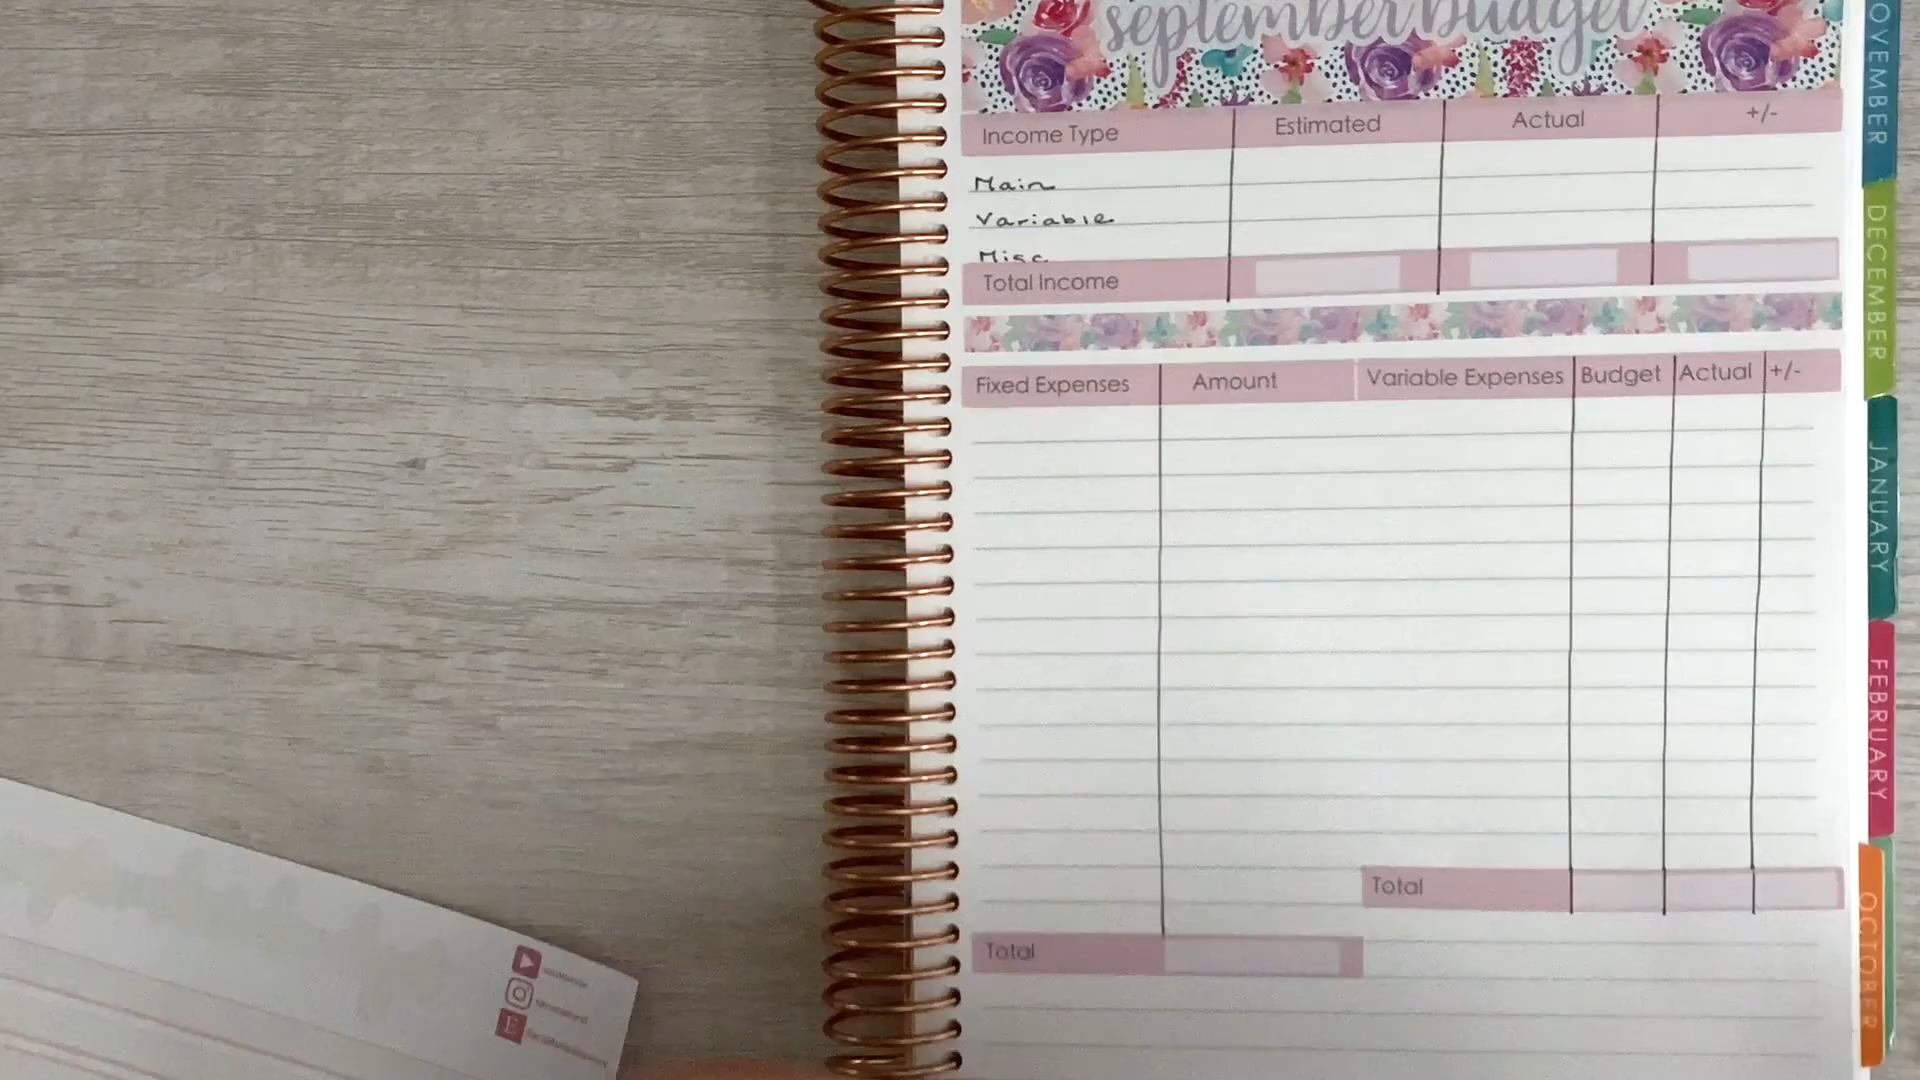 september budget
Income Type Estimated Actual +/-
Main
Variable
Misc
Total Income
Fixed Expenses Amount Variable Expenses Budget Actual +/-
Total
Total
NOVEMBER
DECEMBER
JANUARY
FEBRUARY
OCTOBER
E